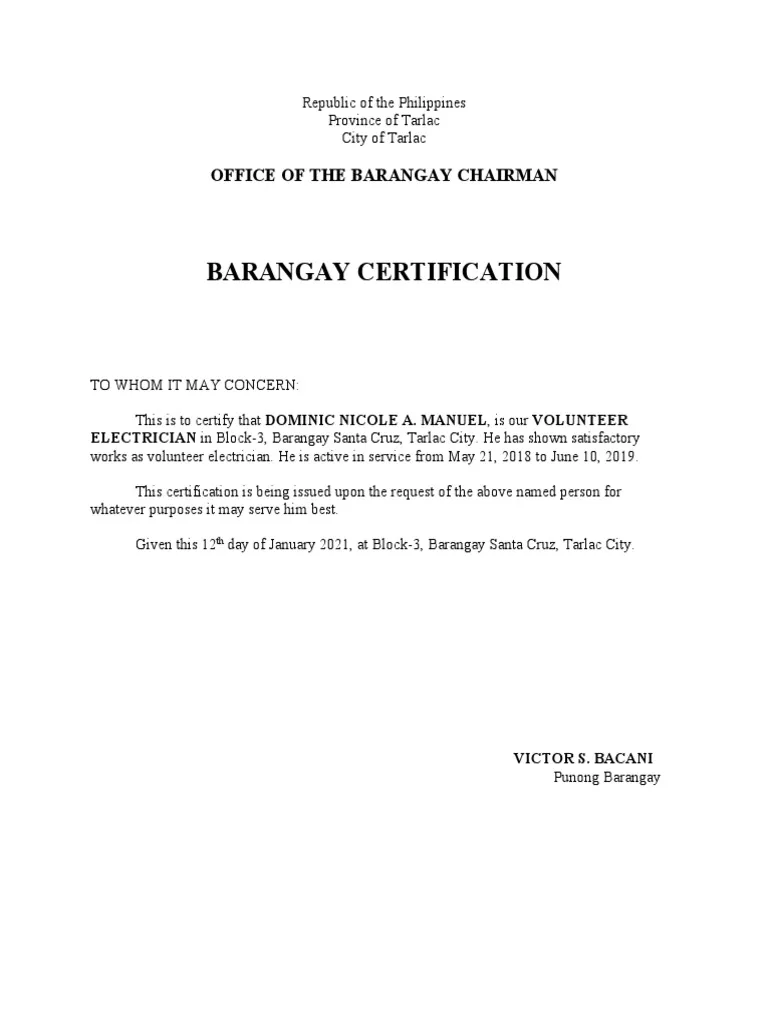 Republic of the Philippines
Province of Tarlac
City of Tarlac
OFFICE OF THE BARANGAY CHAIRMAN
BARANGAY CERTIFICATION
TO WHOM IT MAY CONCERN:
This is to certify that DOMINIC NICOLE A. MANUEL, is our VOLUNTEER
ELECTRICIAN in Block-3, Barangay Santa Cruz, Tarlac City. He has shown satisfactory
works as volunteer electrician. He is active in service from May 21, 2018 to June 10, 2019.
This certification is being issued upon the request of the above named person for
whatever purposes it may serve him best.
Given this 12th day of January 2021, at Block-3, Barangay Santa Cruz, Tarlac City.
VICTOR S. BACANI
Punong Barangay